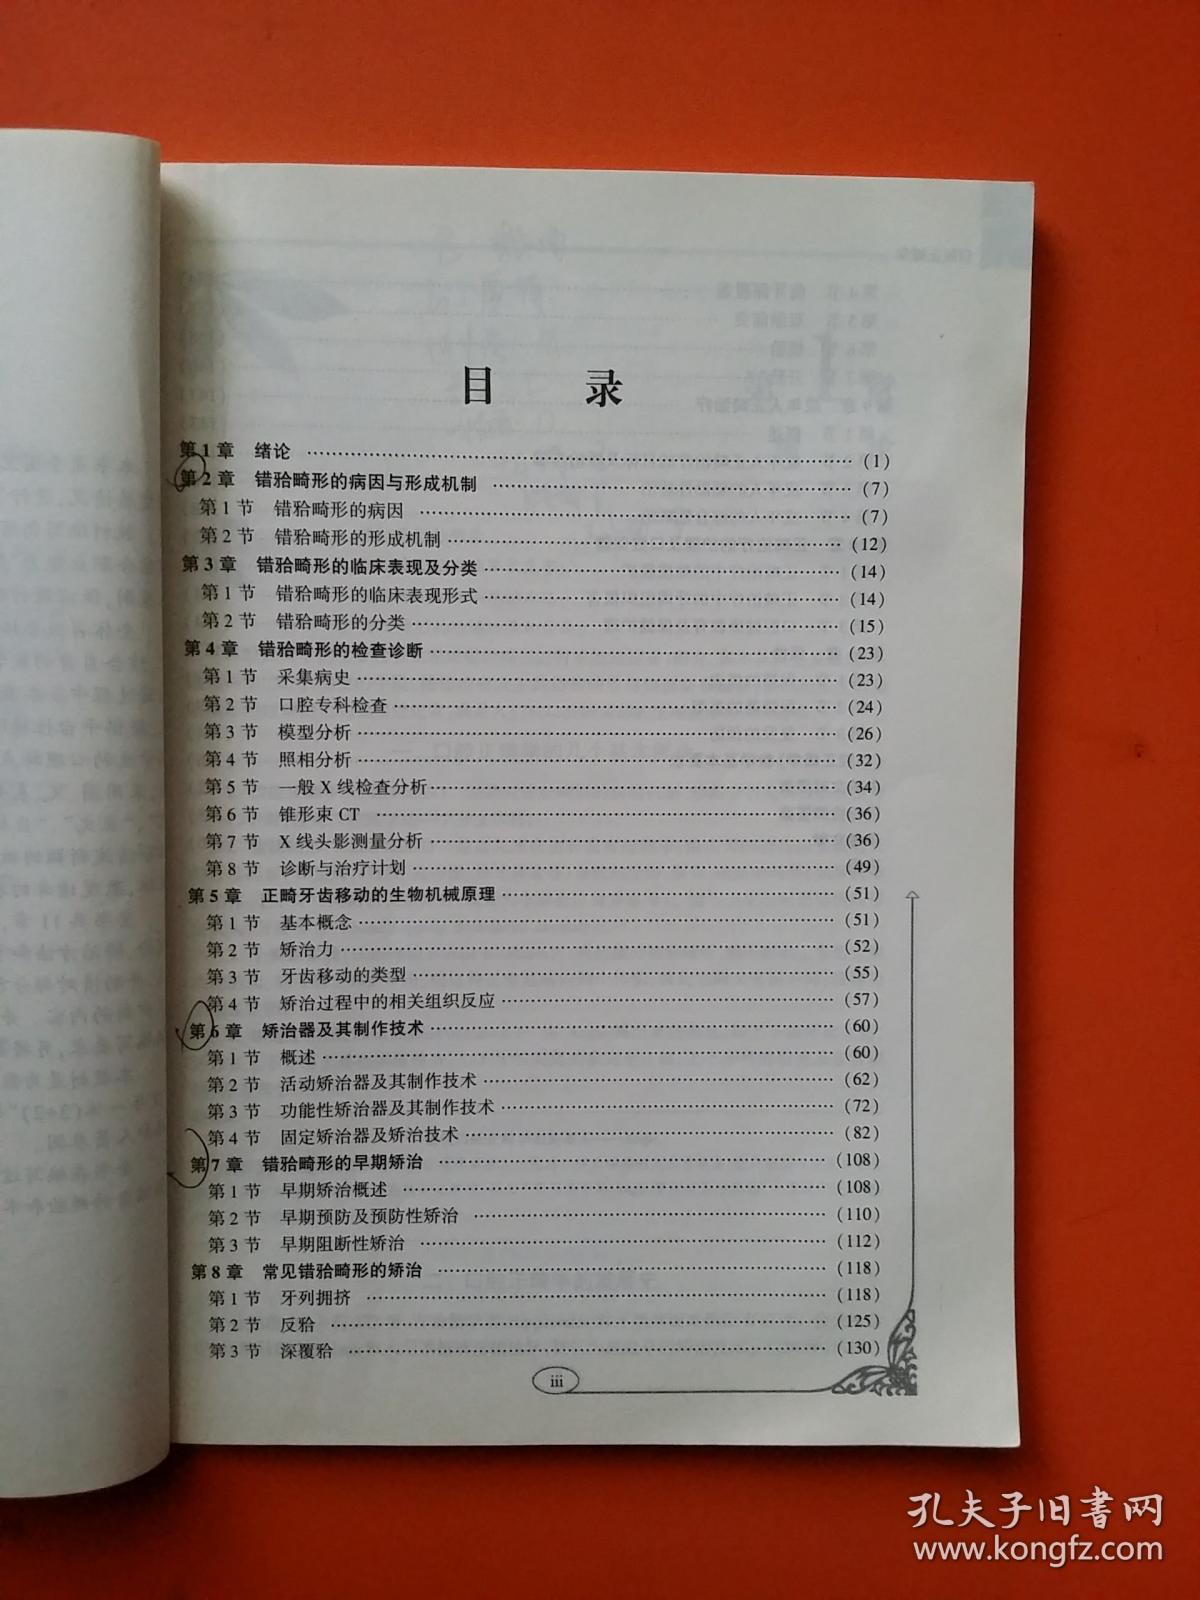 目 录
第1章 绪论 (1)
第2章 错𬌗畸形的病因与形成机制 (7)
第1节 错𬌗畸形的病因 (7)
第2节 错𬌗畸形的形成机制 (12)
第3章 错𬌗畸形的临床表现及分类 (14)
第1节 错𬌗畸形的临床表现形式 (14)
第2节 错𬌗畸形的分类 (15)
第4章 错𬌗畸形的检查诊断 (23)
第1节 采集病史 (23)
第2节 口腔专科检查 (24)
第3节 模型分析 (26)
第4节 照相分析 (32)
第5节 一般X线检查分析 (34)
第6节 锥形束CT (36)
第7节 X线头影测量分析 (36)
第8节 诊断与治疗计划 (49)
第5章 正畸牙齿移动的生物机械原理 (51)
第1节 基本概念 (51)
第2节 矫治力 (52)
第3节 牙齿移动的类型 (55)
第4节 矫治过程中的相关组织反应 (57)
第6章 矫治器及其制作技术 (60)
第1节 概述 (60)
第2节 活动矫治器及其制作技术 (62)
第3节 功能性矫治器及其制作技术 (72)
第4节 固定矫治器及矫治技术 (82)
第7章 错𬌗畸形的早期矫治 (108)
第1节 早期矫治概述 (108)
第2节 早期预防及预防性矫治 (110)
第3节 早期阻断性矫治 (112)
第8章 常见错𬌗畸形的矫治 (118)
第1节 牙列拥挤 (118)
第2节 反𬌗 (125)
第3节 深覆𬌗 (130)
iii
孔夫子旧书网
www.kongfz.com